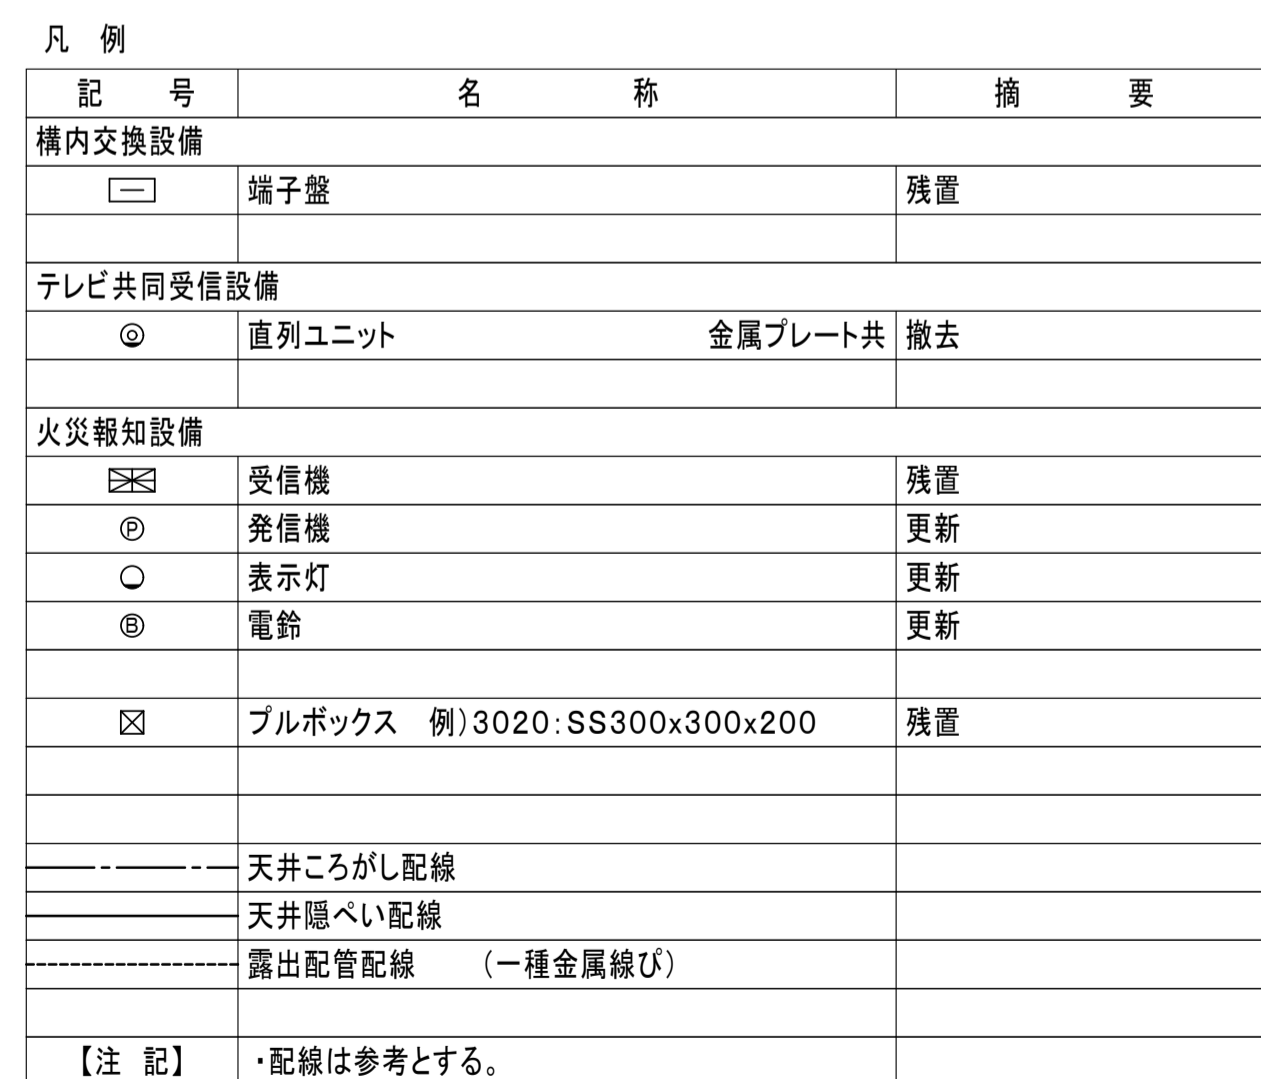 凡 例
記 号 名 称 摘 要
構内交換設備
端子盤 残置
テレビ共同受信設備
直列ユニット 金属プレート共 撤去
火災報知設備
受信機 残置
Ⓟ 発信機 更新
表示灯 更新
Ⓑ 電鈴 更新
プルボックス 例)3020:SS300x300x200 残置
天井ころがし配線
天井隠ぺい配線
露出配管配線 (一種金属線ぴ)
【注 記】 ・配線は参考とする。